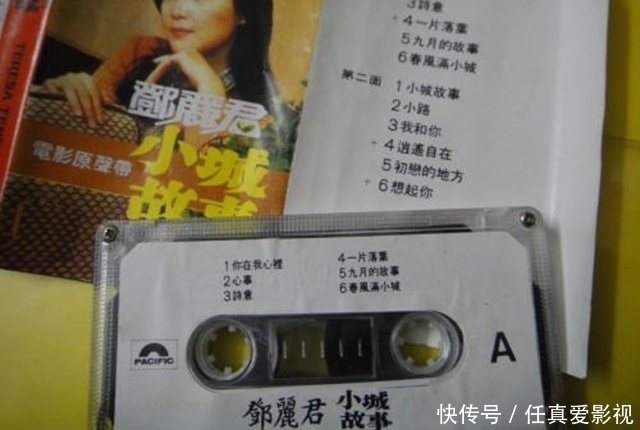 TERESA TENG
鄧麗君
電影原聲帶
小城
故事
3詩意
+4一片落葉
5九月的故事
6春風滿小城
第二面 1小城故事
2小路
3我和你
+4逍遙自在
5初戀的地方
+6想起你
1你在我心裡
2心事
3詩意
4一片落葉
5九月的故事
6春風滿小城
PACIFIC
A
鄧麗君 小城
故事
快传号 / 任真爱影视